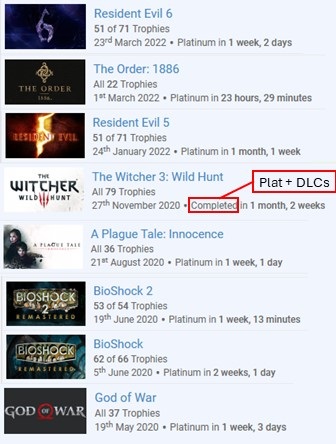 Resident Evil 6
51 of 71 Trophies
23rd March 2022 • Platinum in 1 week, 2 days
THE ORDER
1886
The Order: 1886
All 22 Trophies
1st March 2022 • Platinum in 23 hours, 29 minutes
RESIDENT EVIL
Resident Evil 5
51 of 71 Trophies
24th January 2022 • Platinum in 1 month, 1 week
THE WITCHER
WILD HUNT
The Witcher 3: Wild Hunt
All 79 Trophies
27th November 2020 • Completed in 1 month, 2 weeks
Plat + DLCs
A PLAGUE TALE
A Plague Tale: Innocence
All 36 Trophies
21st August 2020 • Platinum in 1 week, 1 day
BIOSHOCK
2
REMASTERED
BioShock 2
53 of 54 Trophies
19th June 2020 • Platinum in 1 week, 13 minutes
BIOSHOCK
REMASTERED
BioShock
62 of 66 Trophies
5th June 2020 • Platinum in 2 weeks, 1 day
GOD OF WAR
God of War
All 37 Trophies
19th May 2020 • Platinum in 1 week, 3 days